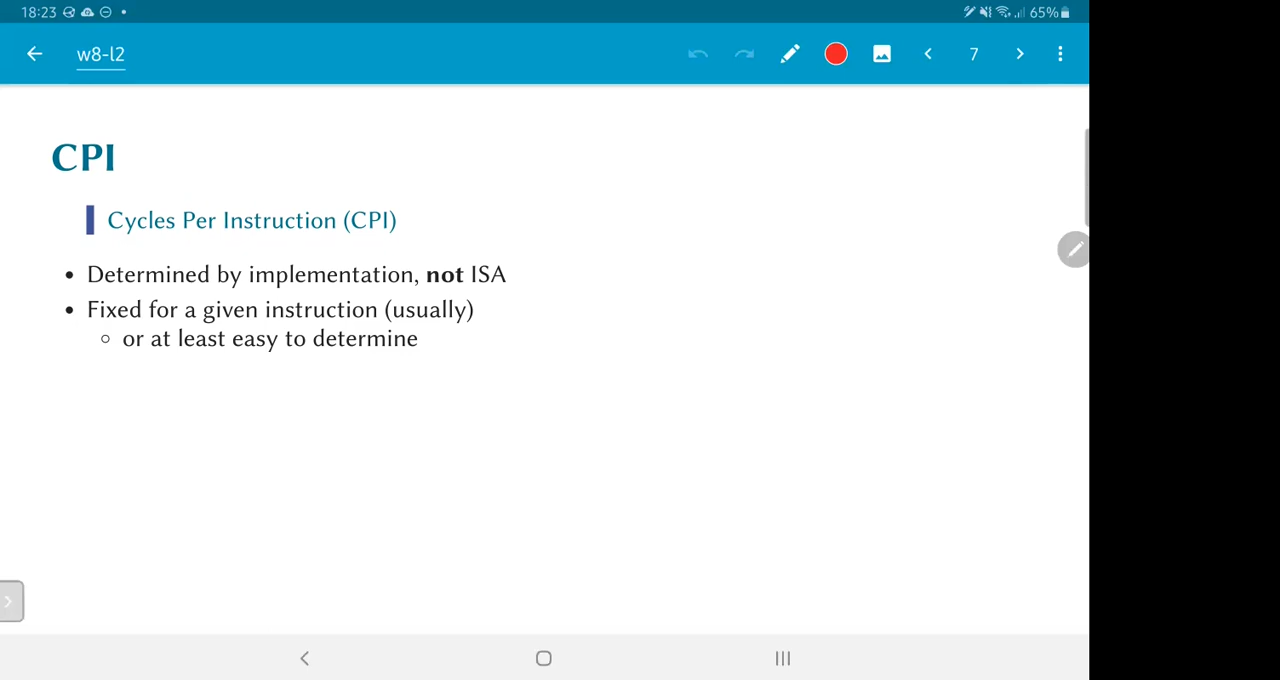 18:23 65%
w8-l2 7
CPI
Cycles Per Instruction (CPI)
• Determined by implementation, not ISA
• Fixed for a given instruction (usually)
◦ or at least easy to determine